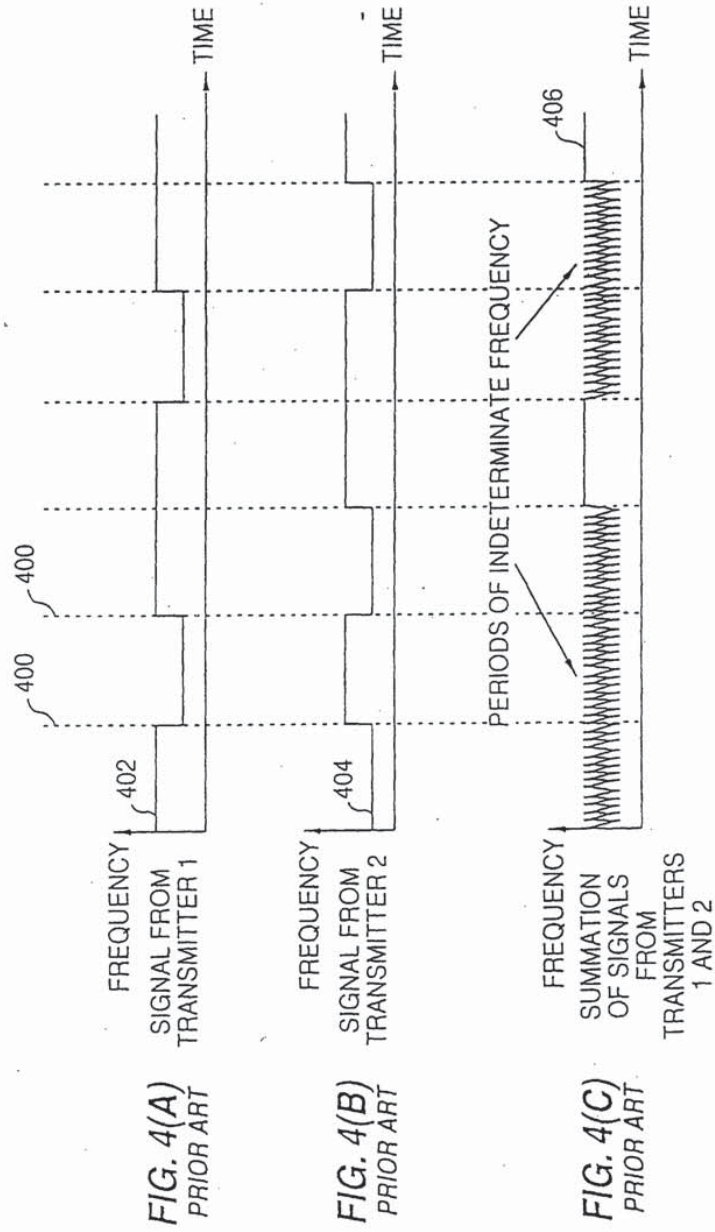 400
400
402
FREQUENCY
TIME
SIGNAL FROM
TRANSMITTER 1
FIG. 4(A)
PRIOR ART
404
FREQUENCY
TIME
SIGNAL FROM
TRANSMITTER 2
FIG. 4(B)
PRIOR ART
PERIODS OF INDETERMINATE FREQUENCY
406
FREQUENCY
TIME
SUMMATION
OF SIGNALS
FROM
TRANSMITTERS
1 AND 2
FIG. 4(C)
PRIOR ART